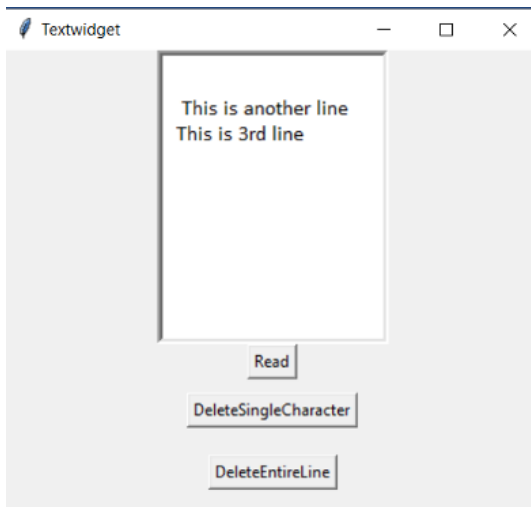 Textwidget
This is another line
This is 3rd line
Read
DeleteSingleCharacter
DeleteEntireLine